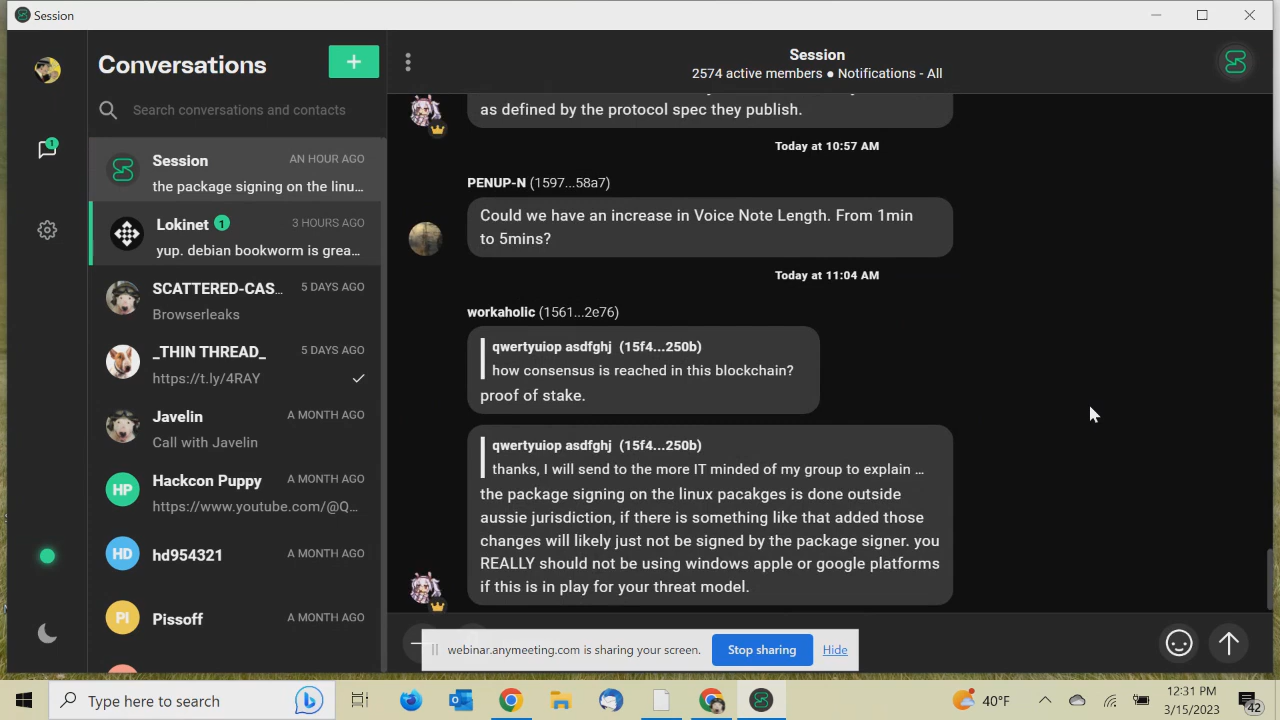 Session
Conversations
+
Search conversations and contacts
1
Session
AN HOUR AGO
the package signing on the linu...
Lokinet 1
3 HOURS AGO
yup. debian bookworm is grea...
SCATTERED-CAS...
5 DAYS AGO
Browserleaks
_THIN THREAD_
5 DAYS AGO
https://t.ly/4RAY
Javelin
A MONTH AGO
Call with Javelin
HP
Hackcon Puppy
A MONTH AGO
https://www.youtube.com/@Q...
HD
hd954321
A MONTH AGO
PI
Pissoff
A MONTH AGO
Session
2574 active members ● Notifications - All
as defined by the protocol spec they publish.
Today at 10:57 AM
PENUP-N (1597...58a7)
Could we have an increase in Voice Note Length. From 1min
to 5mins?
Today at 11:04 AM
workaholic (1561...2e76)
qwertyuiop asdfghj (15f4...250b)
how consensus is reached in this blockchain?
proof of stake.
qwertyuiop asdfghj (15f4...250b)
thanks, I will send to the more IT minded of my group to explain ...
the package signing on the linux pacakges is done outside
aussie jurisdiction, if there is something like that added those
changes will likely just not be signed by the package signer. you
REALLY should not be using windows apple or google platforms
if this is in play for your threat model.
webinar.anymeeting.com is sharing your screen.
Stop sharing
Hide
Type here to search
40°F
12:31 PM
3/15/2023
42